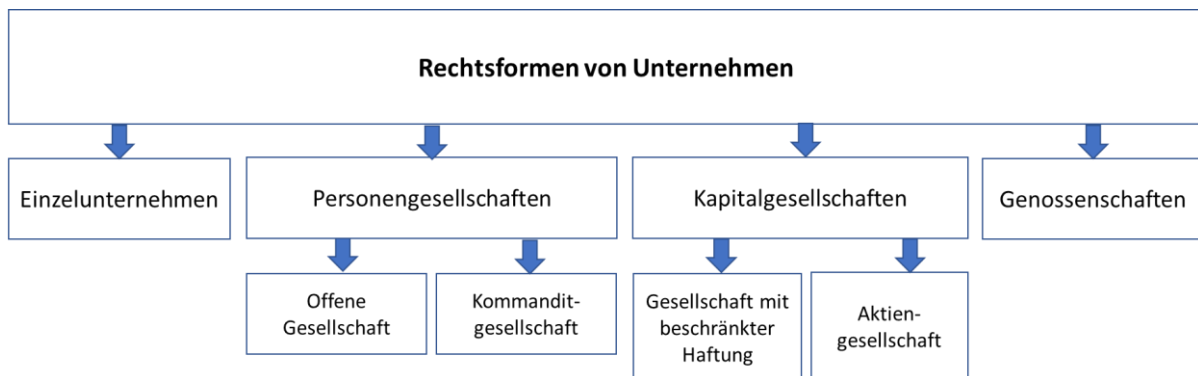 Rechtsformen von Unternehmen
Einzelunternehmen
Personengesellschaften
Kapitalgesellschaften
Genossenschaften
Offene
Gesellschaft
Kommandit-
gesellschaft
Gesellschaft mit
beschränkter
Haftung
Aktien-
gesellschaft